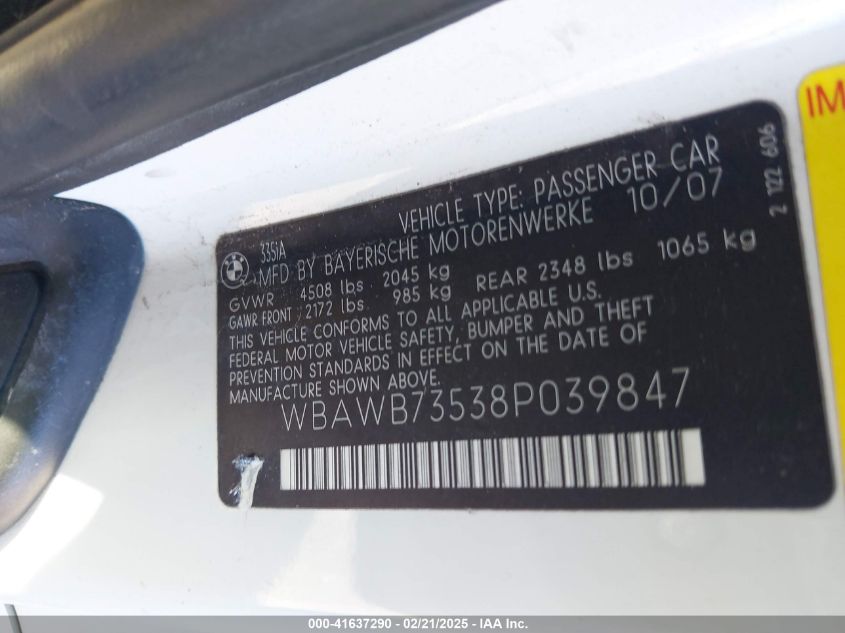 IM
2 122 606
335iA
VEHICLE TYPE: PASSENGER CAR
MFD BY BAYERISCHE MOTORENWERKE 10/07
GVWR 4508 lbs 2045 kg
GAWR FRONT 2172 lbs 985 kg REAR 2348 lbs 1065 kg
THIS VEHICLE CONFORMS TO ALL APPLICABLE U.S.
FEDERAL MOTOR VEHICLE SAFETY, BUMPER AND THEFT
PREVENTION STANDARDS IN EFFECT ON THE DATE OF
MANUFACTURE SHOWN ABOVE.
WBAWB73538P039847
000-41637290 - 02/21/2025 - IAA Inc.